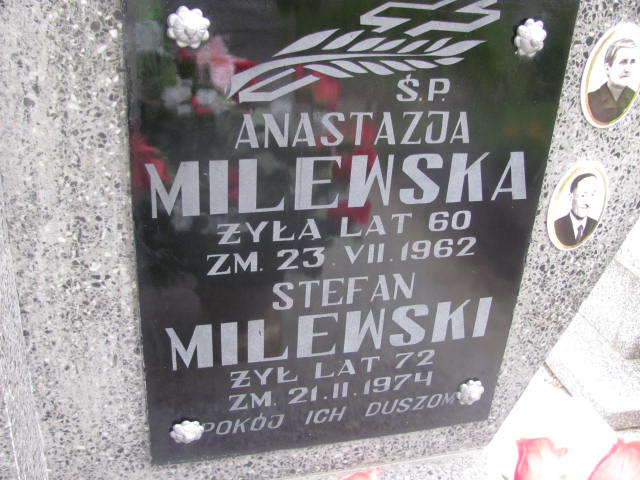 Ś.P.
ANASTAZJA
MILEWSKA
ŻYŁA LAT 60
ZM. 23.VII.1962
STEFAN
MILEWSKI
ŻYŁ LAT 72
ZM. 21.II.1974
POKÓJ ICH DUSZOM